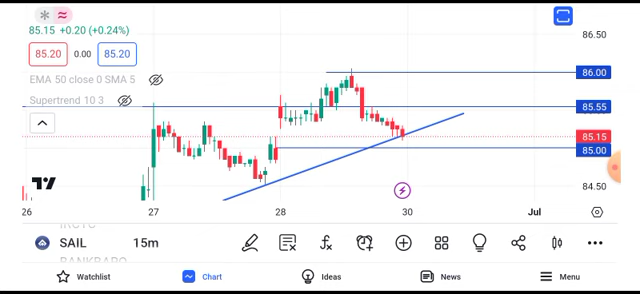 85.15 +0.20 (+0.24%)
85.20 0.00 85.20
EMA 50 close 0 SMA 5
Supertrend 10 3
86.50
86.00
85.55
85.15
85.00
84.50
26 27 28 30 Jul
SAIL 15m
Watchlist Chart Ideas News Menu